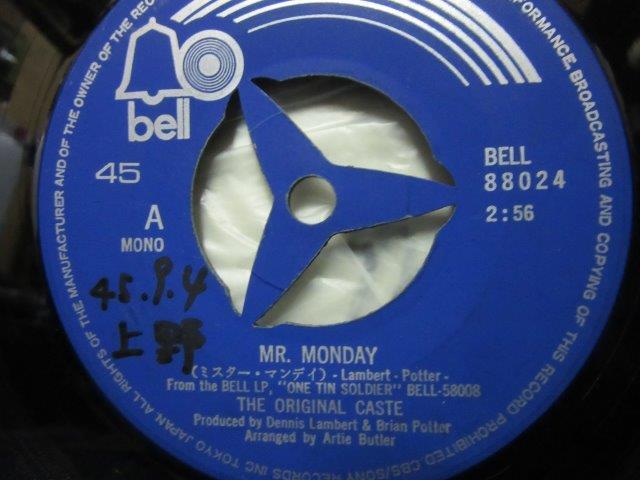 bell
45
A
MONO
BELL
88024
2:56
45.9.4
上野
MR. MONDAY
(ミスター・マンデイ) - Lambert - Potter -
From the BELL LP, "ONE TIN SOLDIER" BELL-58008
THE ORIGINAL CASTE
Produced by Dennis Lambert & Brian Potter
Arranged by Artie Butler
CBS/SONY RECORDS INC TOKYO JAPAN. ALL RIGHTS OF THE MANUFACTURER AND OF THE OWNER OF THE
FORMANCE, BROADCASTING AND COPYING OF THIS RECORD PROHIBITED